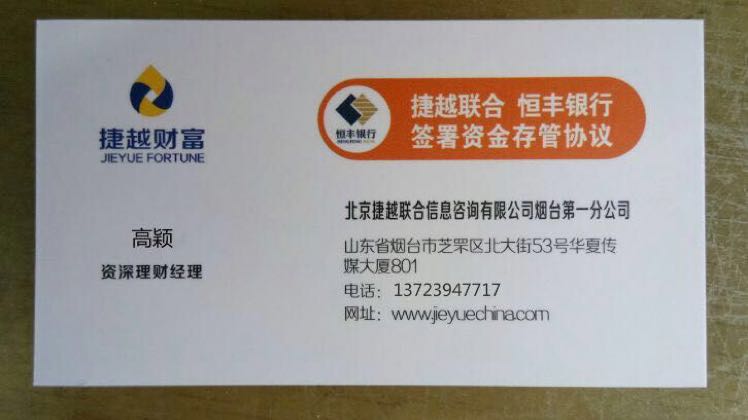 捷越财富
JIEYUE FORTUNE
高颖
资深理财经理
恒丰银行
捷越联合 恒丰银行
签署资金存管协议
北京捷越联合信息咨询有限公司烟台第一分公司
山东省烟台市芝罘区北大街53号华夏传
媒大厦801
电话：13723947717
网址：www.jieyuechina.com